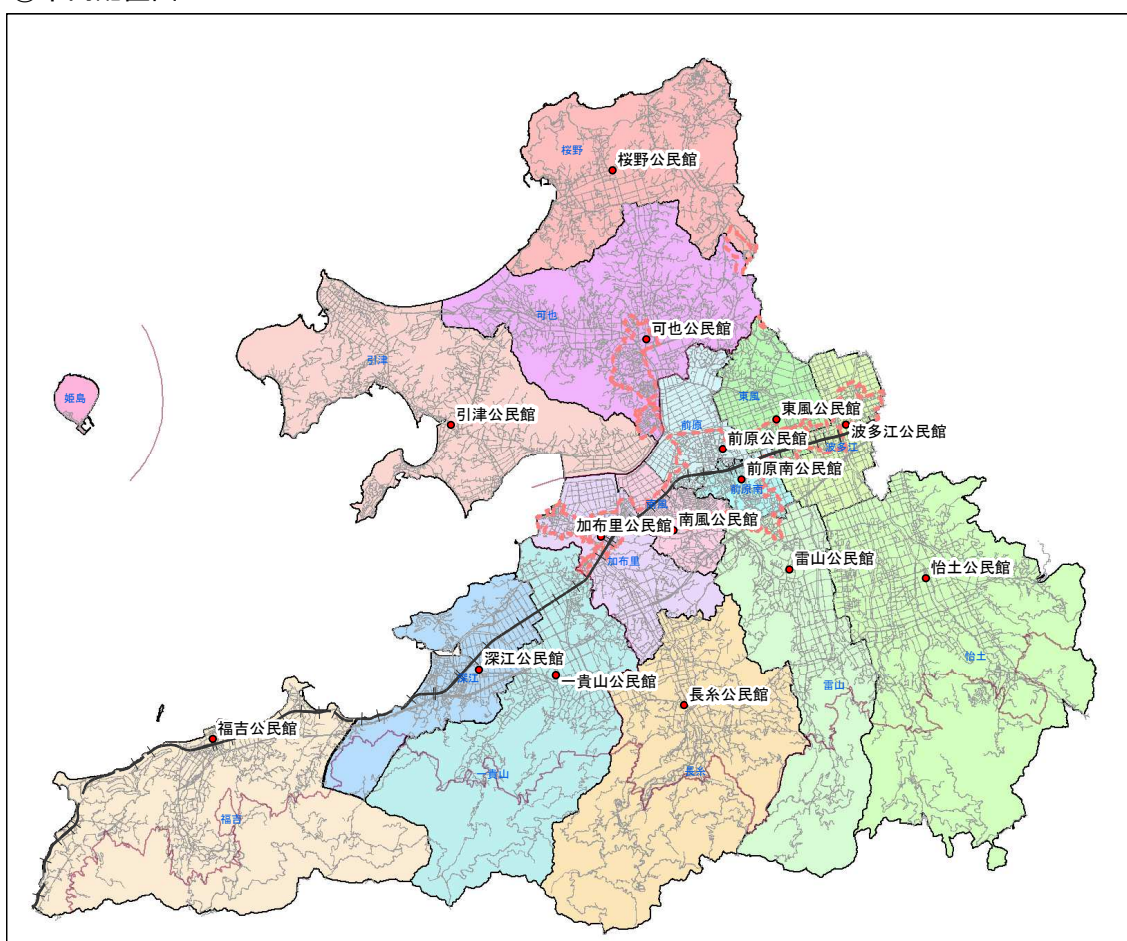 桜野
桜野公民館
可也
可也公民館
引津
引津公民館
姫島
東風
東風公民館
前原
前原公民館
波多江公民館
波多江
前原南公民館
前原南
南風
南風公民館
加布里公民館
加布里
雷山公民館
怡土公民館
怡土
深江公民館
深江
一貴山公民館
長糸公民館
雷山
福吉公民館
一貴山
長糸
福吉